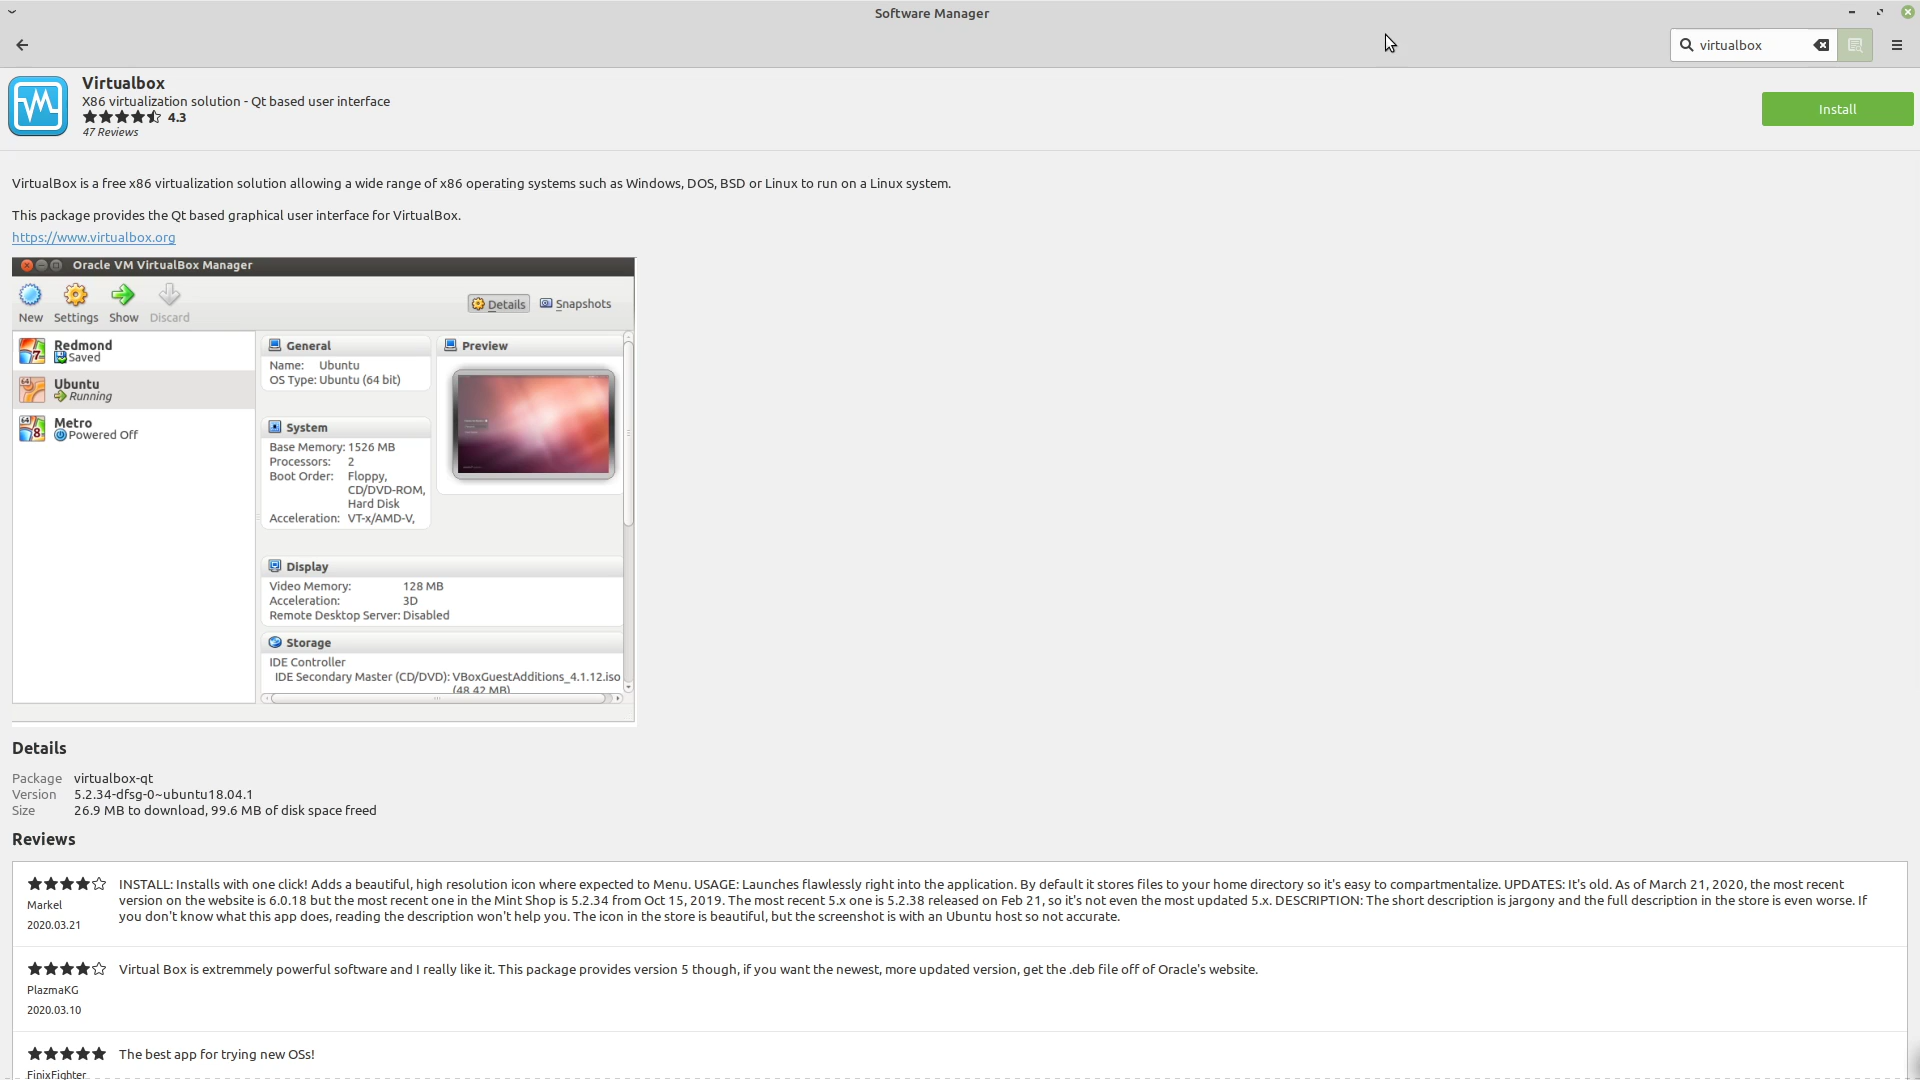 Software Manager
virtualbox
Virtualbox
X86 virtualization solution - Qt based user interface
4.3
47 Reviews
Install
VirtualBox is a free x86 virtualization solution allowing a wide range of x86 operating systems such as Windows, DOS, BSD or Linux to run on a Linux system.
This package provides the Qt based graphical user interface for VirtualBox.
https://www.virtualbox.org
Oracle VM VirtualBox Manager
New Settings Show Discard
Details Snapshots
Redmond
Saved
Ubuntu
Running
Metro
Powered Off
General
Name: Ubuntu
OS Type: Ubuntu (64 bit)
Preview
System
Base Memory: 1526 MB
Processors: 2
Boot Order: Floppy,
CD/DVD-ROM,
Hard Disk
Acceleration: VT-x/AMD-V,
Display
Video Memory: 128 MB
Acceleration: 3D
Remote Desktop Server: Disabled
Storage
IDE Controller
IDE Secondary Master (CD/DVD): VBoxGuestAdditions_4.1.12.iso
(48,42 MB)
Details
Package virtualbox-qt
Version 5.2.34-dfsg-0~ubuntu18.04.1
Size 26.9 MB to download, 99.6 MB of disk space freed
Reviews
INSTALL: Installs with one click! Adds a beautiful, high resolution icon where expected to Menu. USAGE: Launches flawlessly right into the application. By default it stores files to your home directory so it's easy to compartmentalize. UPDATES: It's old. As of March 21, 2020, the most recent
version on the website is 6.0.18 but the most recent one in the Mint Shop is 5.2.34 from Oct 15, 2019. The most recent 5.x one is 5.2.38 released on Feb 21, so it's not even the most updated 5.x. DESCRIPTION: The short description is jargony and the full description in the store is even worse. If
you don't know what this app does, reading the description won't help you. The icon in the store is beautiful, but the screenshot is with an Ubuntu host so not accurate.
Markel
2020.03.21
Virtual Box is extremmely powerful software and I really like it. This package provides version 5 though, if you want the newest, more updated version, get the .deb file off of Oracle's website.
PlazmaKG
2020.03.10
The best app for trying new OSs!
FinixFighter